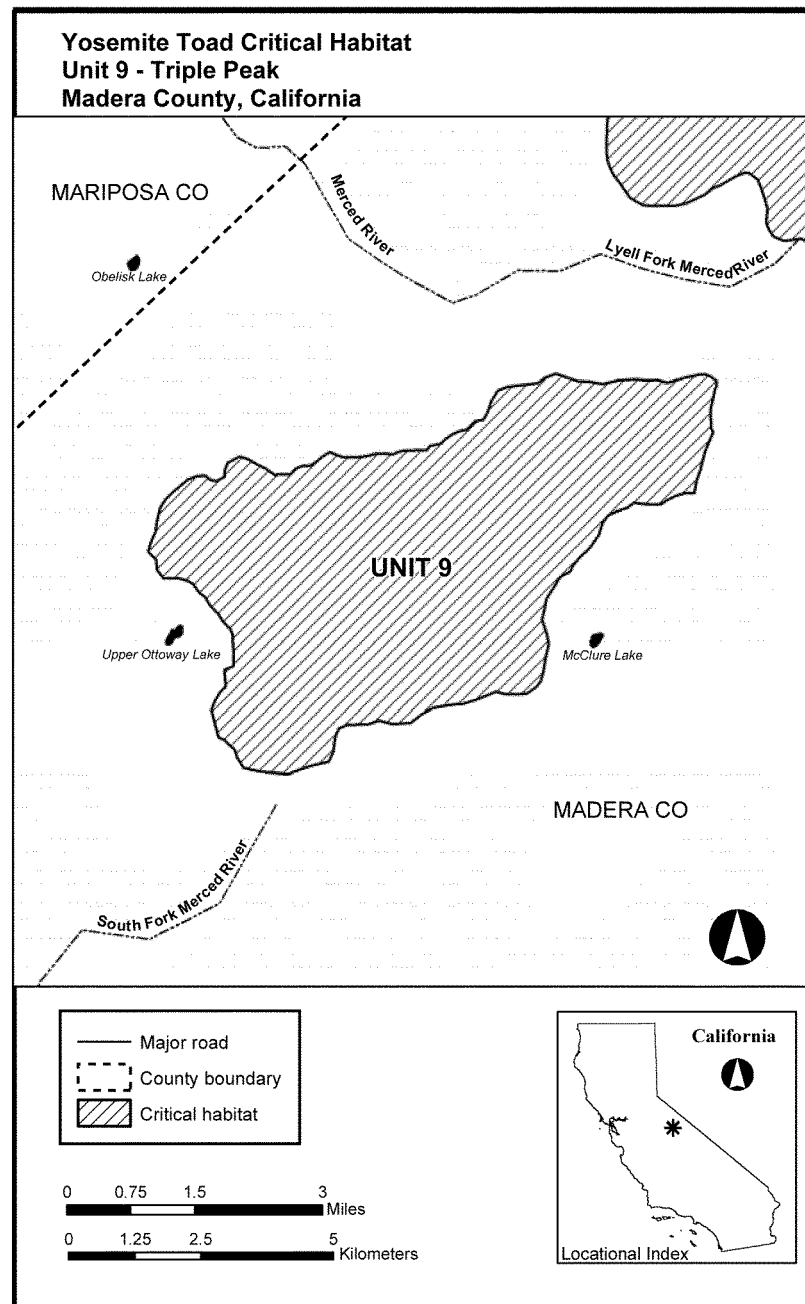 Yosemite Toad Critical Habitat
Unit 9 - Triple Peak
Madera County, California
MARIPOSA CO
Merced River
Obelisk Lake
Lyell Fork Merced River
UNIT 9
Upper Ottoway Lake
McClure Lake
MADERA CO
South Fork Merced River
Major road
County boundary
Critical habitat
0 0.75 1.5 3
Miles
0 1.25 2.5 5
Kilometers
California
Locational Index